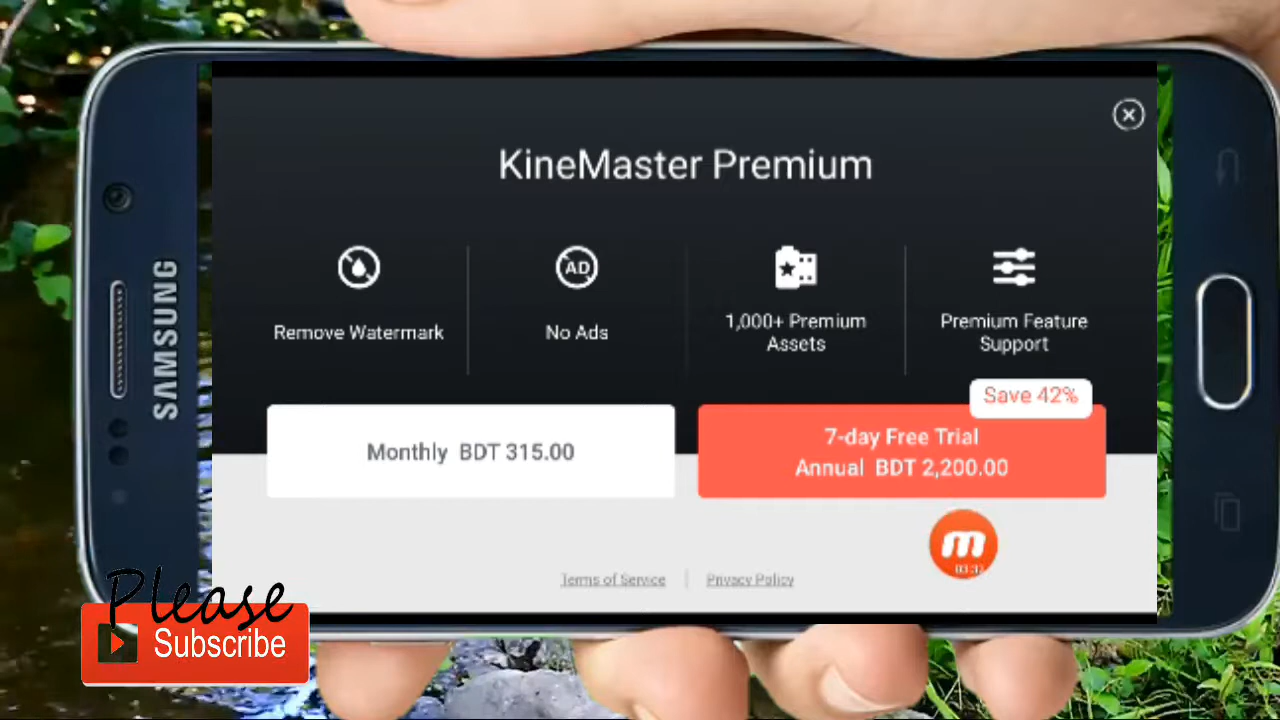 KineMaster Premium
Remove Watermark
No Ads
AD
1,000+ Premium
Assets
Premium Feature
Support
Save 42%
Monthly BDT 315.00
7-day Free Trial
Annual BDT 2,200.00
m
Terms of Service
Privacy Policy
SAMSUNG
Please
Subscribe